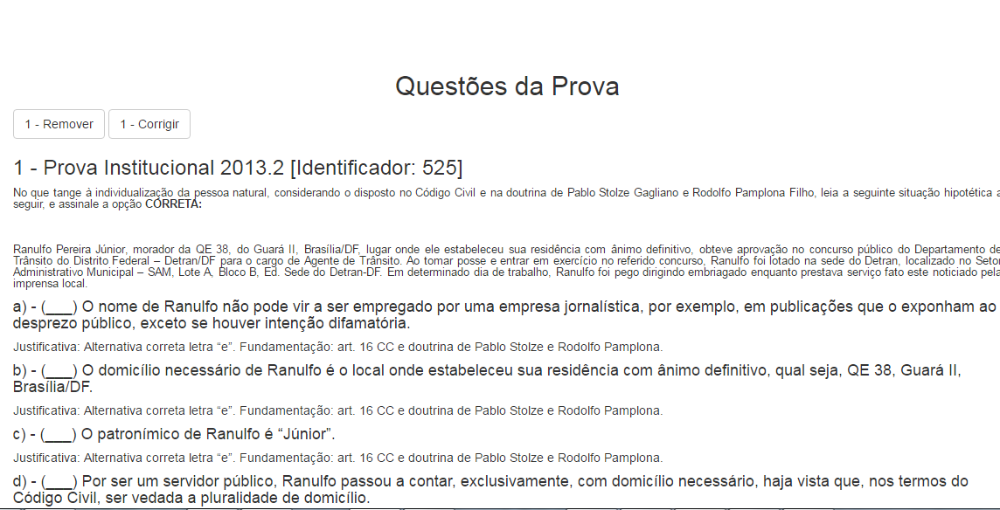 Questões da Prova
1 - Remover 1 - Corrigir
1 - Prova Institucional 2013.2 [Identificador: 525]
No que tange à individualização da pessoa natural, considerando o disposto no Código Civil e na doutrina de Pablo Stolze Gagliano e Rodolfo Pamplona Filho, leia a seguinte situação hipotética a
seguir, e assinale a opção CORRETA:
Ranulfo Pereira Júnior, morador da QE 38, do Guará II, Brasília/DF, lugar onde ele estabeleceu sua residência com ânimo definitivo, obteve aprovação no concurso público do Departamento de
Trânsito do Distrito Federal – Detran/DF para o cargo de Agente de Trânsito. Ao tomar posse e entrar em exercício no referido concurso, Ranulfo foi lotado na sede do Detran, localizado no Setor
Administrativo Municipal – SAM, Lote A, Bloco B, Ed. Sede do Detran-DF. Em determinado dia de trabalho, Ranulfo foi pego dirigindo embriagado enquanto prestava serviço fato este noticiado pela
imprensa local.
a) - (___) O nome de Ranulfo não pode vir a ser empregado por uma empresa jornalística, por exemplo, em publicações que o exponham ao
desprezo público, exceto se houver intenção difamatória.
Justificativa: Alternativa correta letra “e”. Fundamentação: art. 16 CC e doutrina de Pablo Stolze e Rodolfo Pamplona.
b) - (___) O domicílio necessário de Ranulfo é o local onde estabeleceu sua residência com ânimo definitivo, qual seja, QE 38, Guará II,
Brasília/DF.
Justificativa: Alternativa correta letra “e”. Fundamentação: art. 16 CC e doutrina de Pablo Stolze e Rodolfo Pamplona.
c) - (___) O patronímico de Ranulfo é “Júnior”.
Justificativa: Alternativa correta letra “e”. Fundamentação: art. 16 CC e doutrina de Pablo Stolze e Rodolfo Pamplona.
d) - (___) Por ser um servidor público, Ranulfo passou a contar, exclusivamente, com domicílio necessário, haja vista que, nos termos do
Código Civil, ser vedada a pluralidade de domicílio.